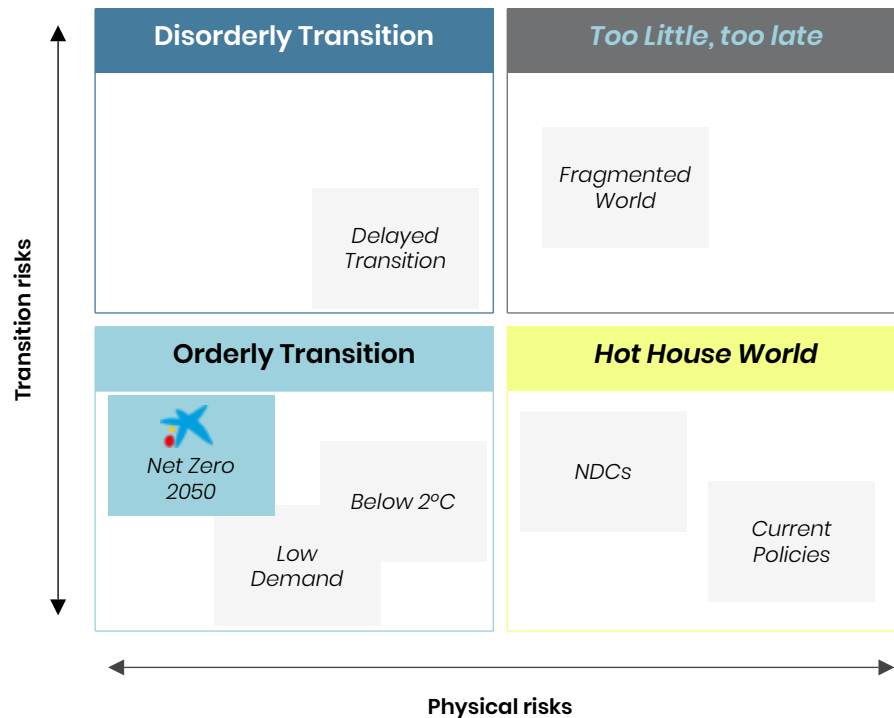 Disorderly Transition
Too Little, too late
Fragmented
World
Delayed
Transition
Transition risks
Orderly Transition
Hot House World
Net Zero
2050
Below 2°C
Low
Demand
NDCs
Current
Policies
Physical risks